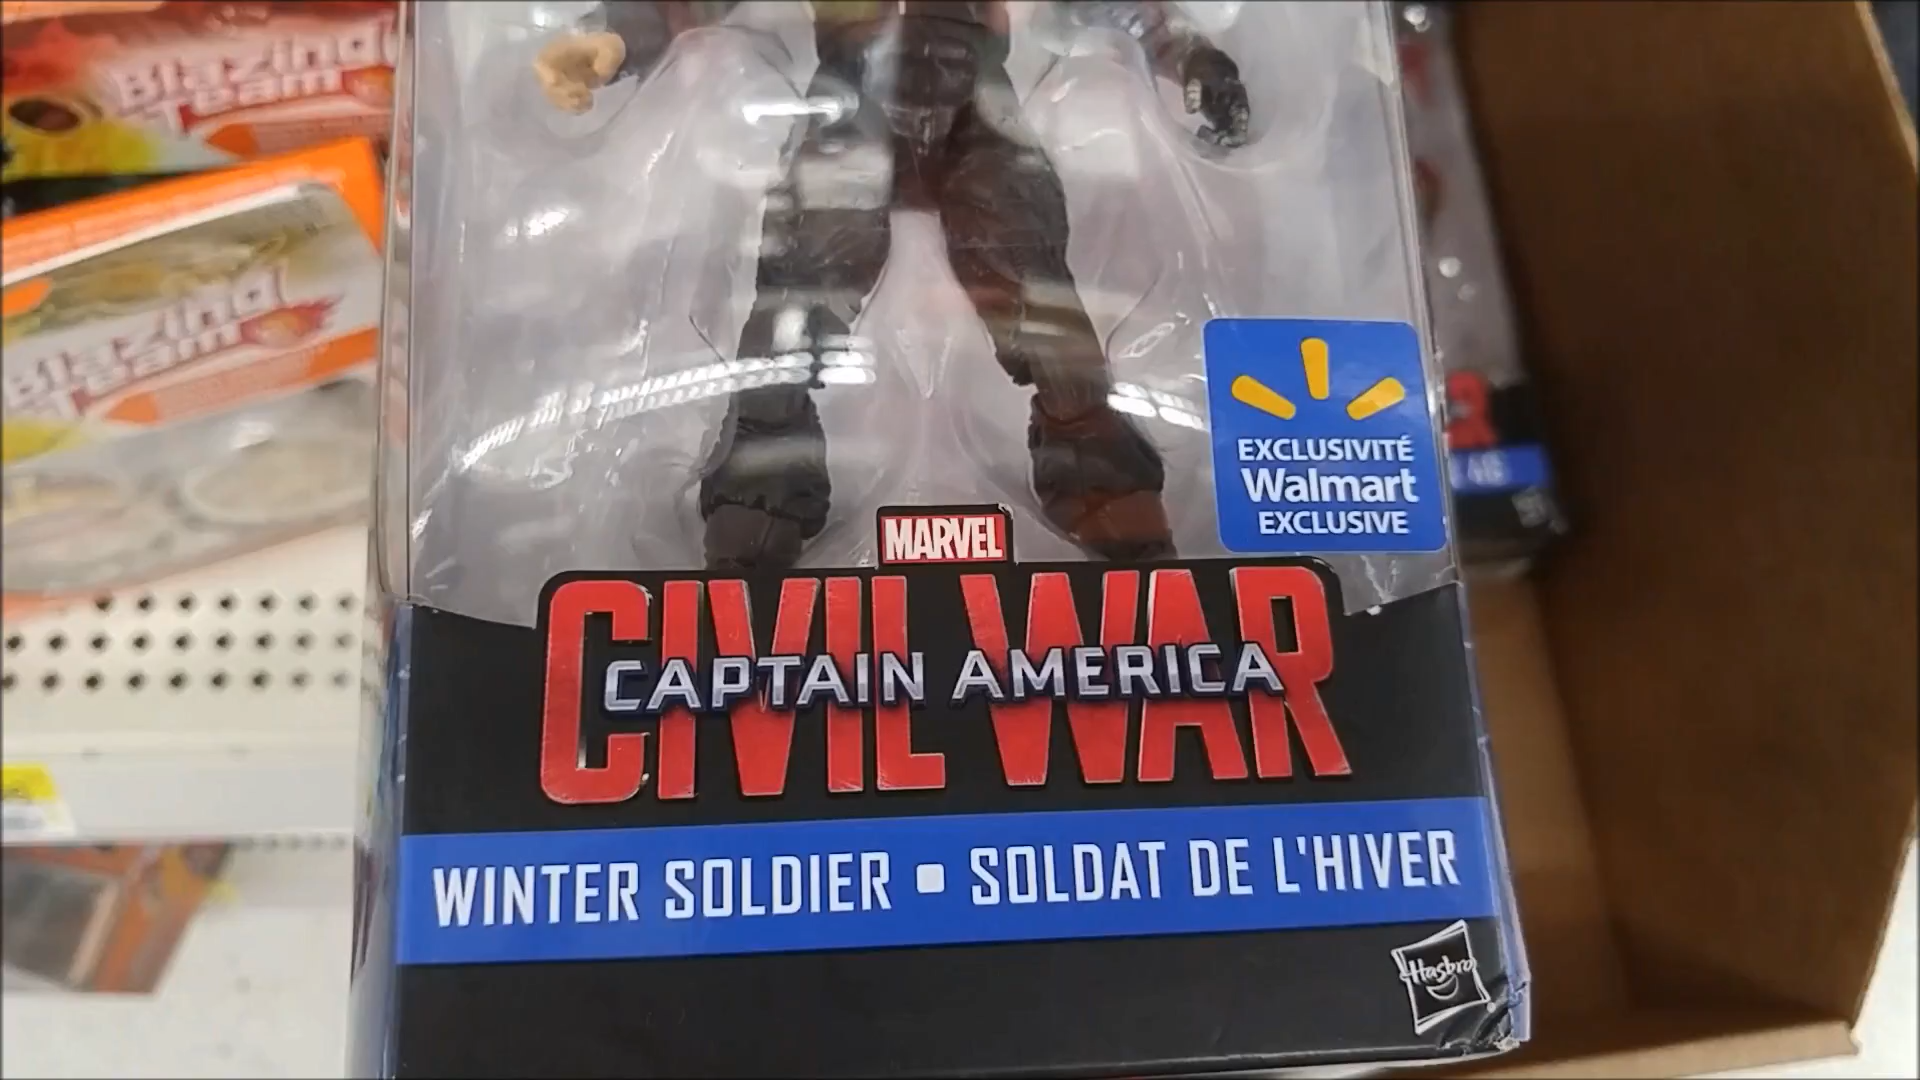 Blazing
Team
Blazing
Team
EXCLUSIVITÉ
Walmart
EXCLUSIVE
MARVEL
CIVIL WAR
CAPTAIN AMERICA
WINTER SOLDIER ▪ SOLDAT DE L'HIVER
Hasbro